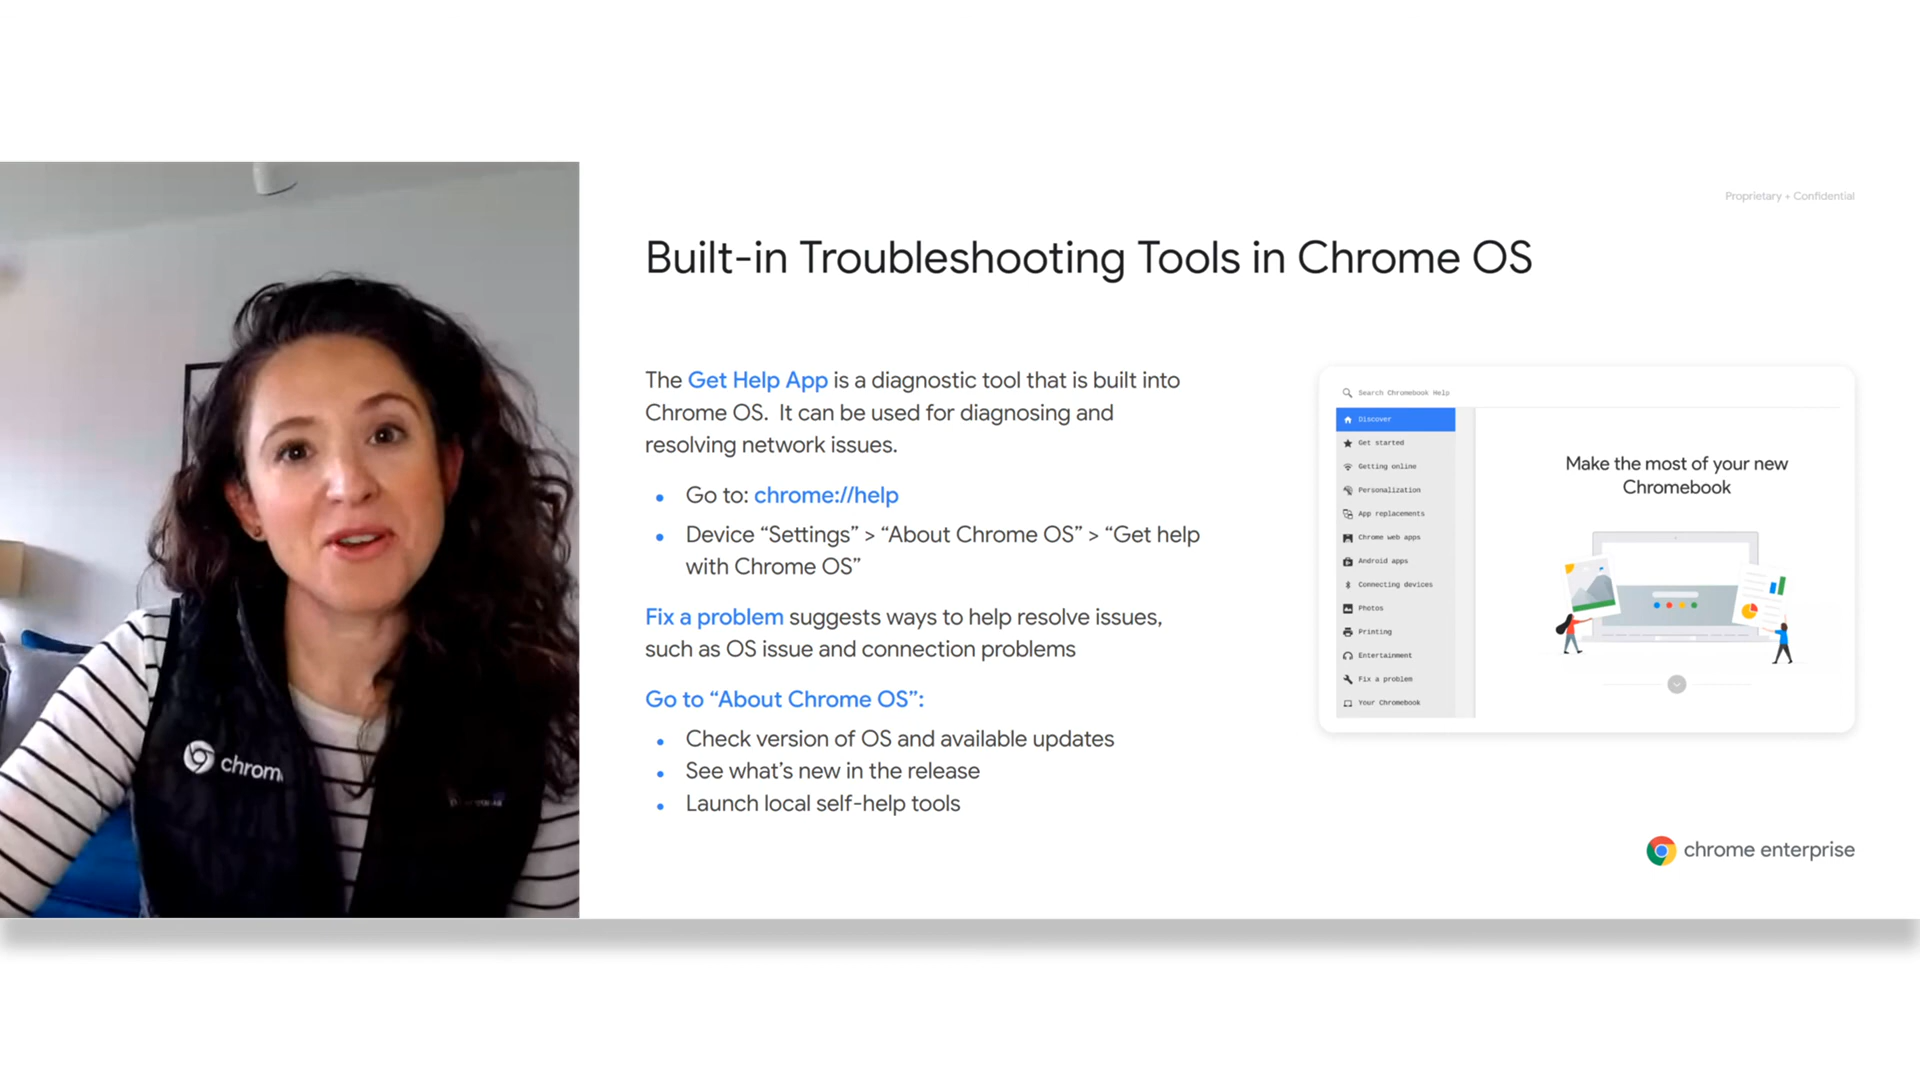 Proprietary + Confidential
Built-in Troubleshooting Tools in Chrome OS
The Get Help App is a diagnostic tool that is built into
Chrome OS. It can be used for diagnosing and
resolving network issues.
• Go to: chrome://help
• Device “Settings” > “About Chrome OS” > “Get help
with Chrome OS”
Fix a problem suggests ways to help resolve issues,
such as OS issue and connection problems
Go to “About Chrome OS”:
• Check version of OS and available updates
• See what’s new in the release
• Launch local self-help tools
Search Chromebook Help
Discover
Get started
Getting online
Personalization
App replacements
Chrome web apps
Android apps
Connecting devices
Photos
Printing
Entertainment
Fix a problem
Your Chromebook
Make the most of your new
Chromebook
chrome enterprise
chrom